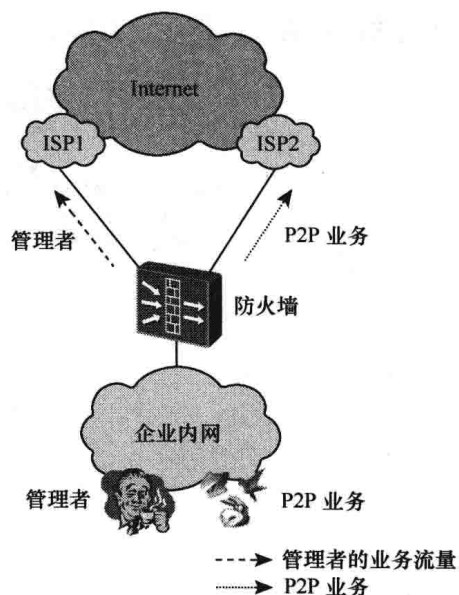 Internet
ISP1
ISP2
管理者
P2P 业务
防火墙
企业内网
管理者
P2P 业务
管理者的业务流量
P2P 业务